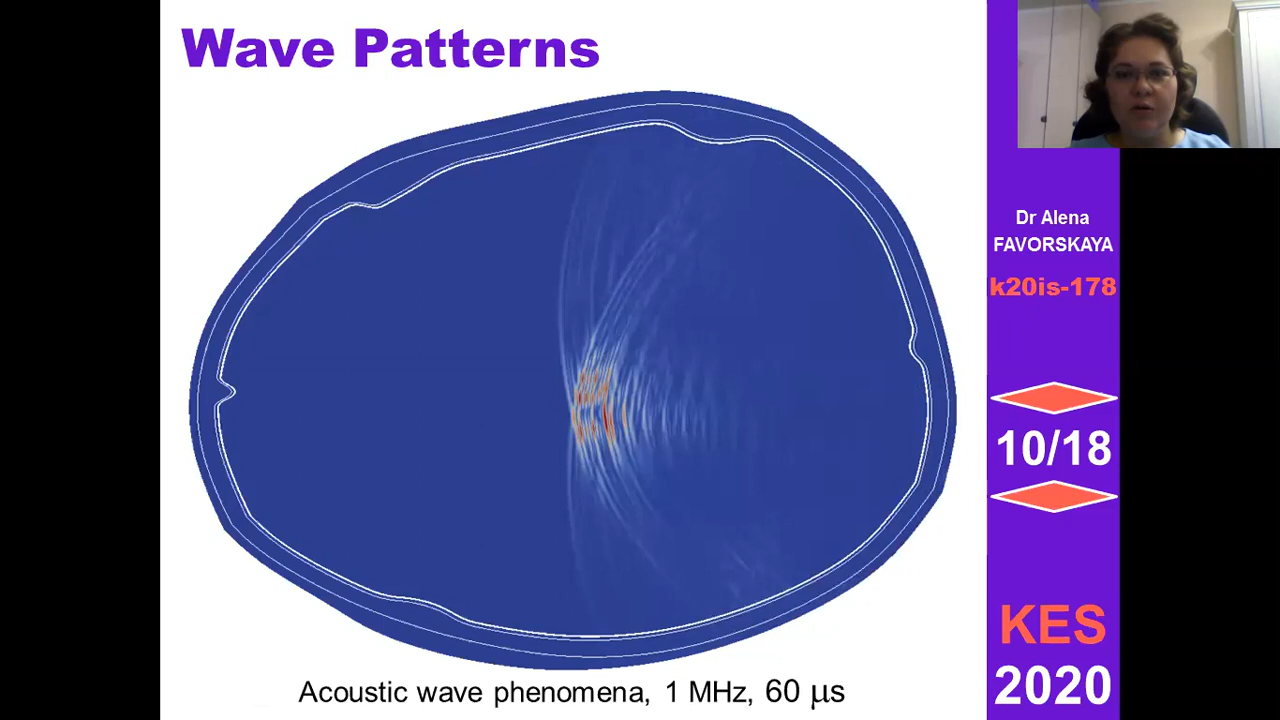 Wave Patterns
Acoustic wave phenomena, 1 MHz, 60 μs
Dr Alena
FAVORSKAYA
k20is-178
10/18
KES
2020